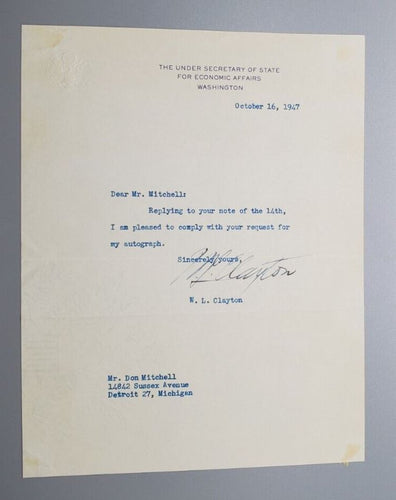 THE UNDER SECRETARY OF STATE
FOR ECONOMIC AFFAIRS
WASHINGTON
October 16, 1947
Dear Mr. Mitchell:
Replying to your note of the 14th,
I am pleased to comply with your request for
my autograph.
Sincerely yours,
W. L. Clayton
W. L. Clayton
Mr. Don Mitchell
14842 Sussex Avenue
Detroit 27, Michigan